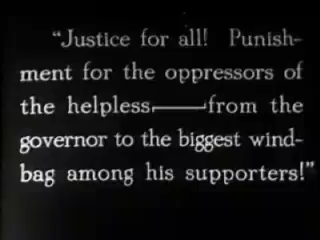 “Justice for all! Punish-
ment for the oppressors of
the helpless——from the
governor to the biggest wind-
bag among his supporters!”